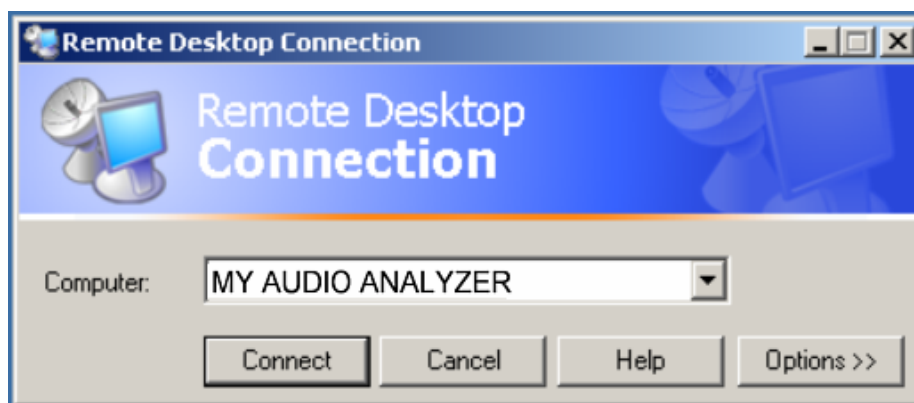 Remote Desktop Connection
Remote Desktop
Connection
Computer: MY AUDIO ANALYZER
Connect Cancel Help Options >>